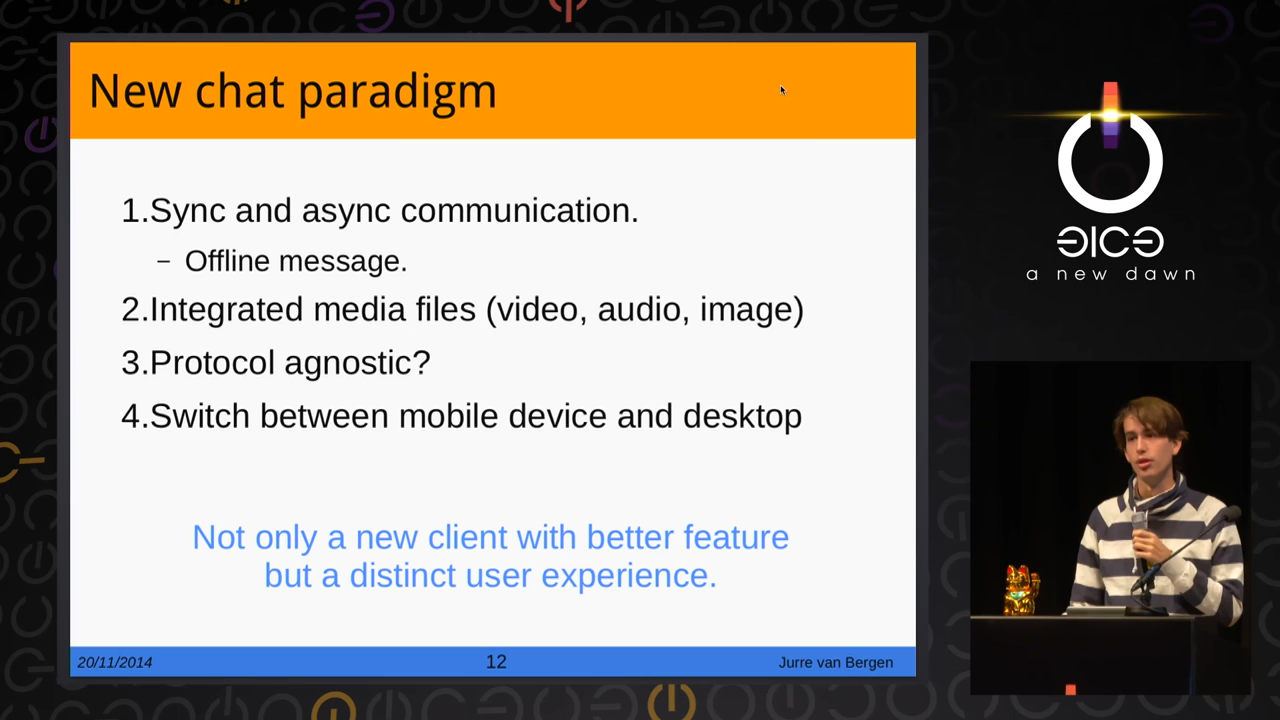 New chat paradigm
1.Sync and async communication.
– Offline message.
2.Integrated media files (video, audio, image)
3.Protocol agnostic?
4.Switch between mobile device and desktop
Not only a new client with better feature
but a distinct user experience.
20/11/2014
12
Jurre van Bergen
a new dawn